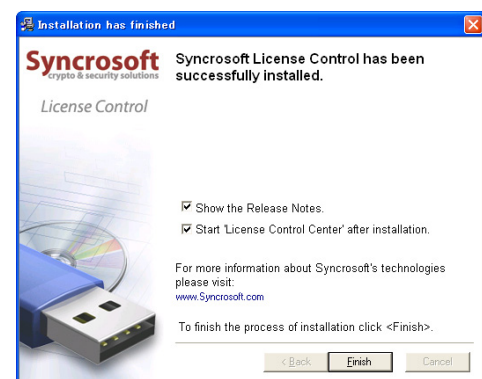 Installation has finished
Syncrosoft
crypto & security solutions
License Control
Syncrosoft License Control has been
successfully installed.
Show the Release Notes.
Start 'License Control Center' after installation.
For more information about Syncrosoft's technologies
please visit:
www.Syncrosoft.com
To finish the process of installation click <Finish>.
< Back
Finish
Cancel